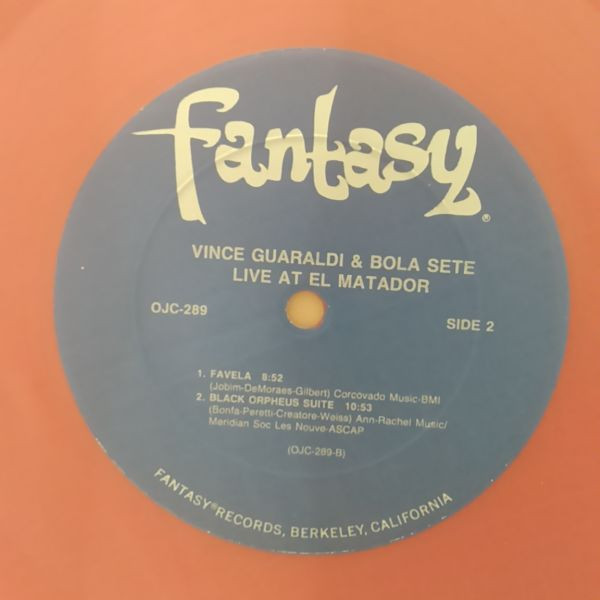 fantasy®
VINCE GUARALDI & BOLA SETE
LIVE AT EL MATADOR
OJC-289
SIDE 2
1. FAVELA 8:52
(Jobim-DeMoraes-Gilbert) Corcovado Music-BMI
2. BLACK ORPHEUS SUITE 10:53
(Bonfa-Peretti-Creatore-Weiss) Ann-Rachel Music/
Meridian Soc Les Nouve-ASCAP
(OJC-289-B)
FANTASY® RECORDS, BERKELEY, CALIFORNIA